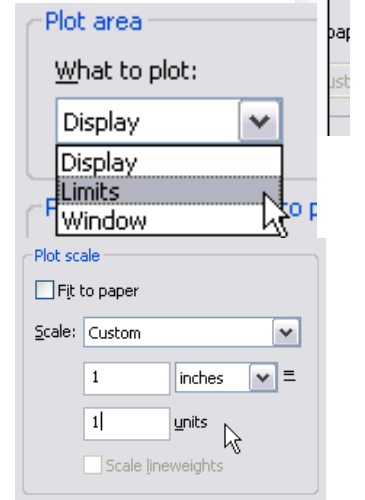 Plot area
What to plot:
Display
Display
Limits
Window
Plot scale
Fit to paper
Scale: Custom
1 inches =
1 units
Scale lineweights